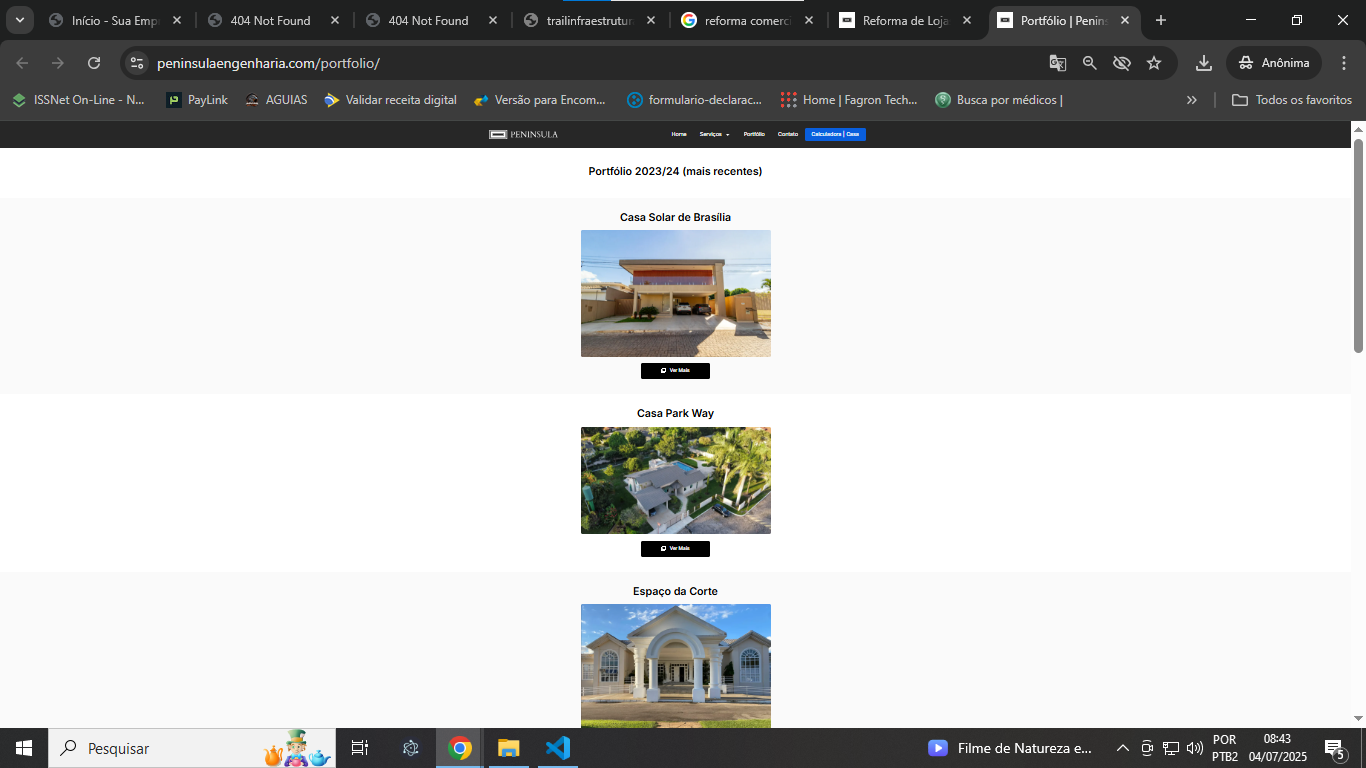 Início - Sua Emp
404 Not Found
404 Not Found
trailinfraestrutur
reforma comerci
Reforma de Loja
Portfólio | Penins
peninsulaengenharia.com/portfolio/
Anônima
ISSNet On-Line - N...
PayLink
AGUIAS
Validar receita digital
Versão para Encom...
formulario-declarac...
Home | Fagron Tech...
Busca por médicos |
Todos os favoritos
PENINSULA
Home
Serviços
Portfólio
Contato
Calculadora | Casa
Portfólio 2023/24 (mais recentes)
Casa Solar de Brasília
Ver Mais
Casa Park Way
Ver Mais
Espaço da Corte
Pesquisar
Filme de Natureza e...
POR
PTB2
08:43
04/07/2025
5